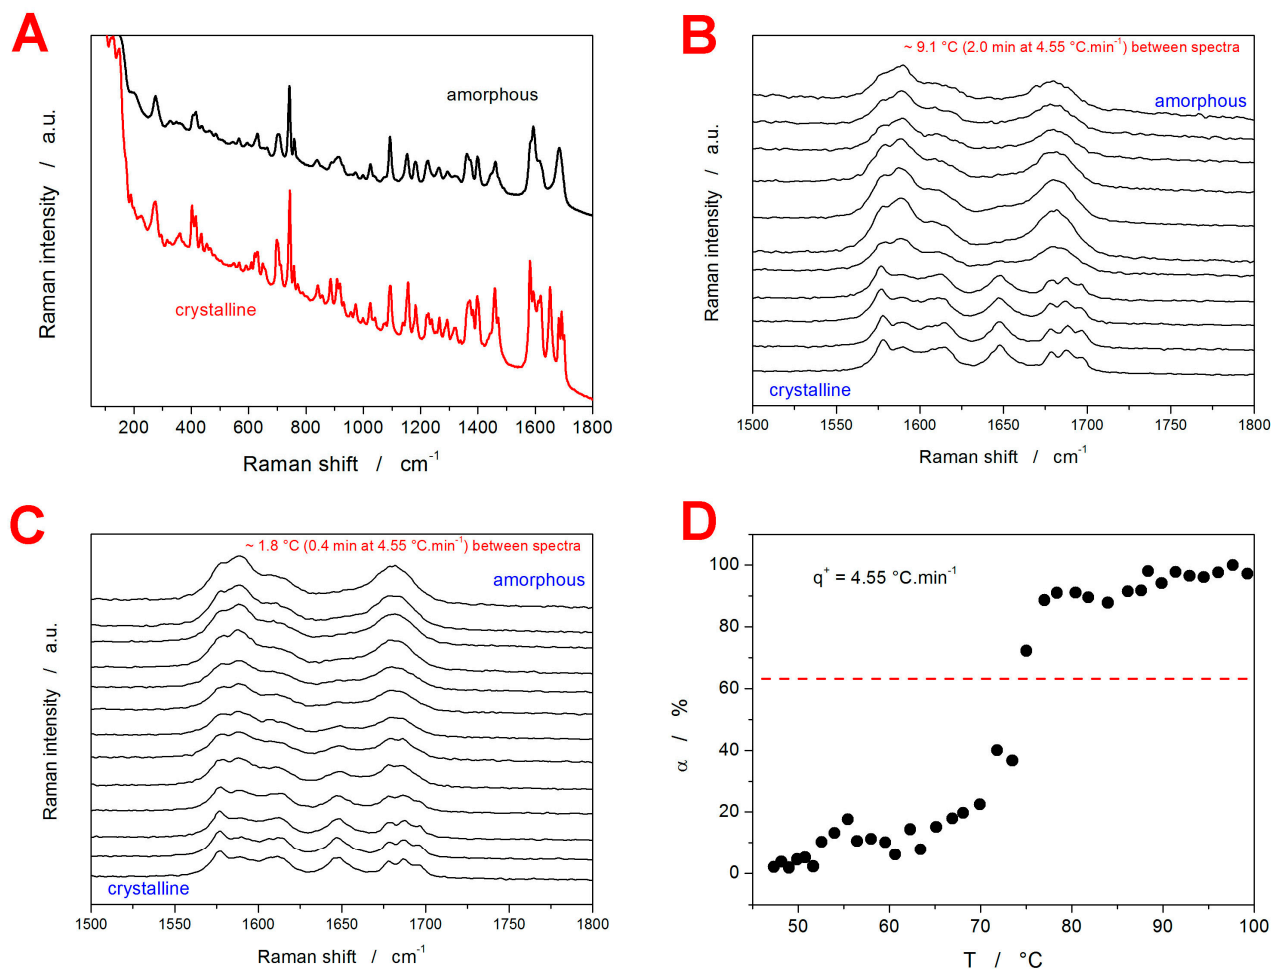 A
amorphous
crystalline
Raman intensity / a.u.
200 400 600 800 1000 1200 1400 1600 1800
Raman shift / cm⁻¹
B
~ 9.1 °C (2.0 min at 4.55 °C.min⁻¹) between spectra
amorphous
crystalline
Raman intensity / a.u.
1500 1550 1600 1650 1700 1750 1800
Raman shift / cm⁻¹
C
~ 1.8 °C (0.4 min at 4.55 °C.min⁻¹) between spectra
amorphous
crystalline
Raman intensity / a.u.
1500 1550 1600 1650 1700 1750 1800
Raman shift / cm⁻¹
D
q⁺ = 4.55 °C.min⁻¹
100
80
60
40
20
0
α / %
50 60 70 80 90 100
T / °C